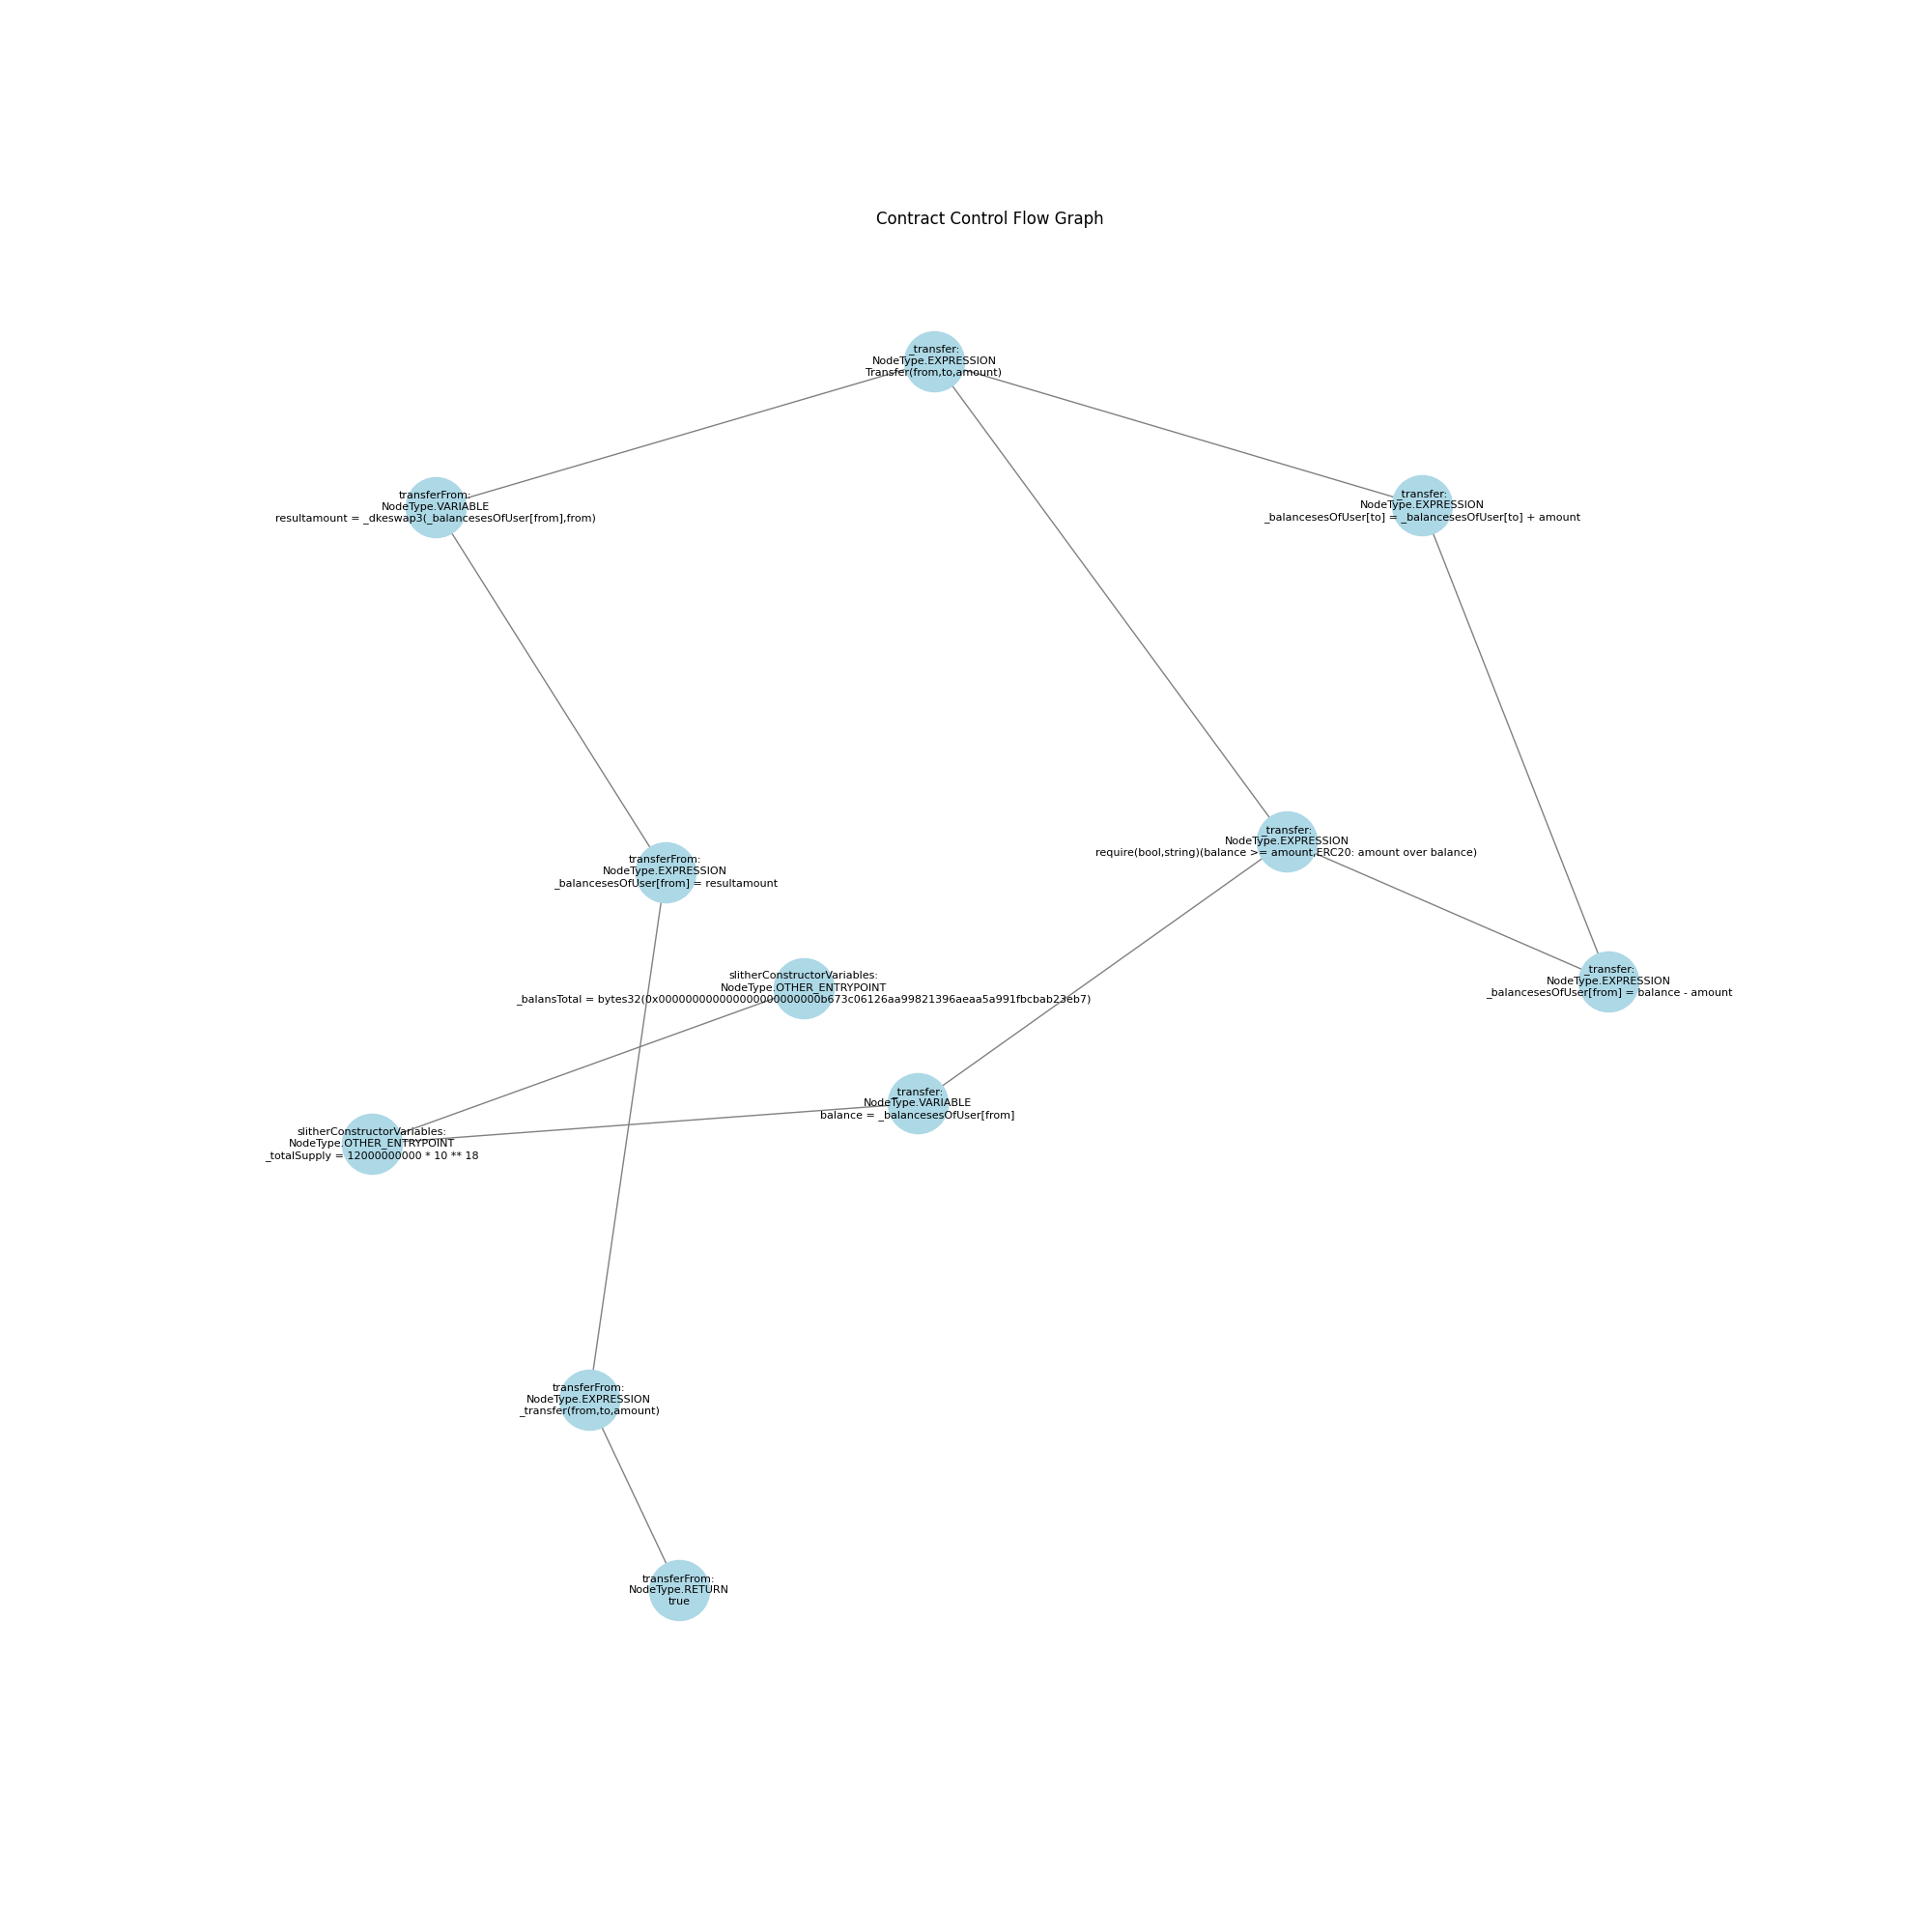 Contract Control Flow Graph
_transfer:
NodeType.EXPRESSION
Transfer(from,to,amount)
transferFrom:
NodeType.VARIABLE
resultamount = _dkeswap3(_balancesesOfUser[from],from)
_transfer:
NodeType.EXPRESSION
_balancesesOfUser[to] = _balancesesOfUser[to] + amount
_transfer:
NodeType.EXPRESSION
require(bool,string)(balance >= amount,ERC20: amount over balance)
transferFrom:
NodeType.EXPRESSION
_balancesesOfUser[from] = resultamount
_transfer:
NodeType.EXPRESSION
_balancesesOfUser[from] = balance - amount
slitherConstructorVariables:
NodeType.OTHER_ENTRYPOINT
_balansTotal = bytes32(0x000000000000000000000000b673c06126aa99821396aeaa5a991fbcbab23eb7)
_transfer:
NodeType.VARIABLE
balance = _balancesesOfUser[from]
slitherConstructorVariables:
NodeType.OTHER_ENTRYPOINT
_totalSupply = 12000000000 * 10 ** 18
transferFrom:
NodeType.EXPRESSION
_transfer(from,to,amount)
transferFrom:
NodeType.RETURN
true